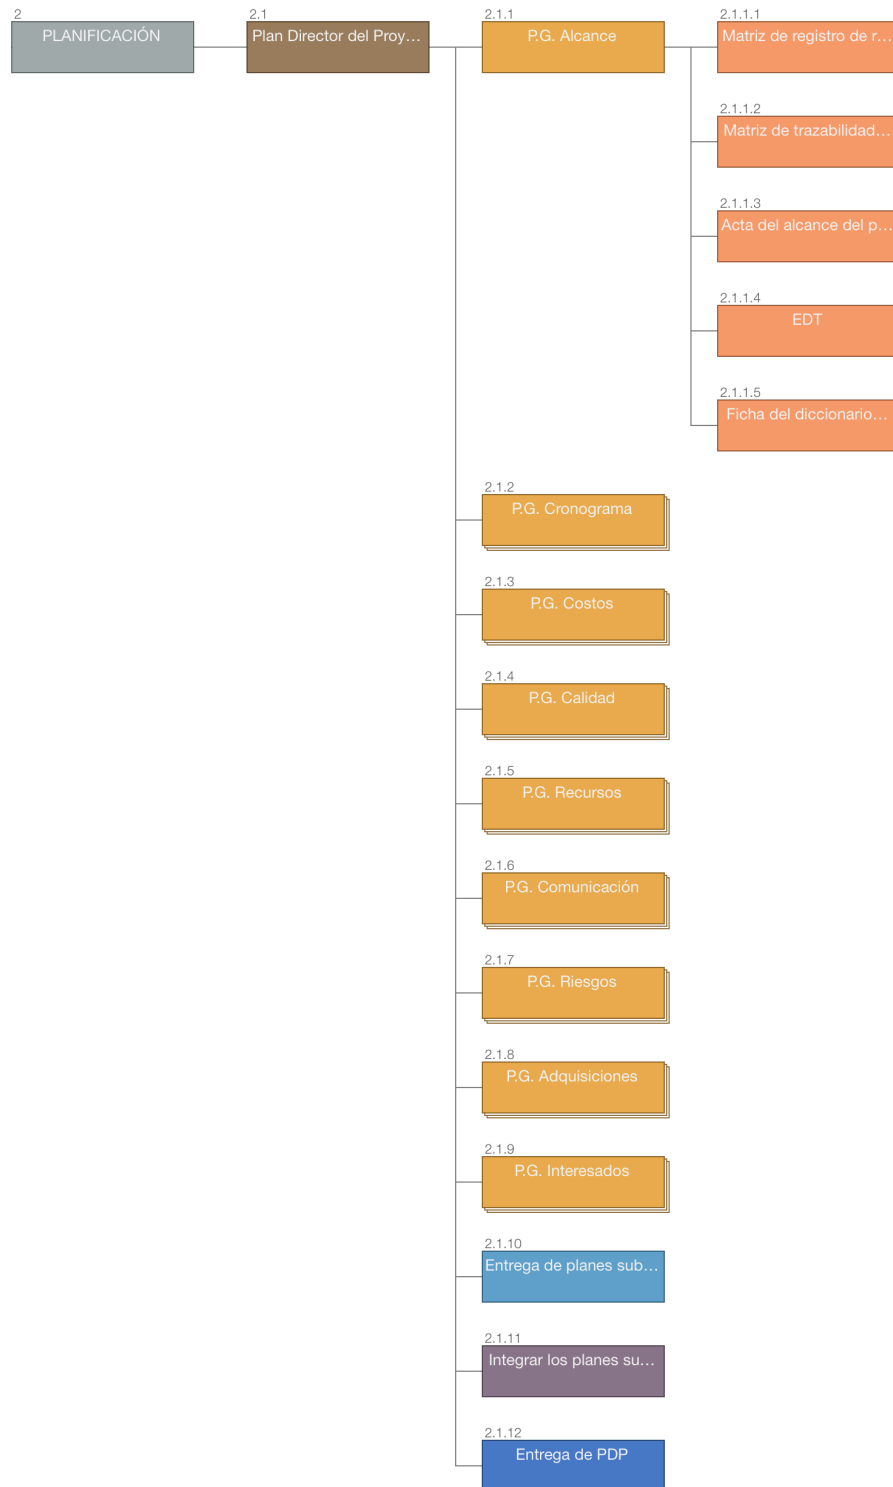 2
PLANIFICACIÓN
2.1
Plan Director del Proy…
2.1.1
P.G. Alcance
2.1.1.1
Matriz de registro de r…
2.1.1.2
Matriz de trazabilidad…
2.1.1.3
Acta del alcance del p…
2.1.1.4
EDT
2.1.1.5
Ficha del diccionario…
2.1.2
P.G. Cronograma
2.1.3
P.G. Costos
2.1.4
P.G. Calidad
2.1.5
P.G. Recursos
2.1.6
P.G. Comunicación
2.1.7
P.G. Riesgos
2.1.8
P.G. Adquisiciones
2.1.9
P.G. Interesados
2.1.10
Entrega de planes sub…
2.1.11
Integrar los planes su…
2.1.12
Entrega de PDP